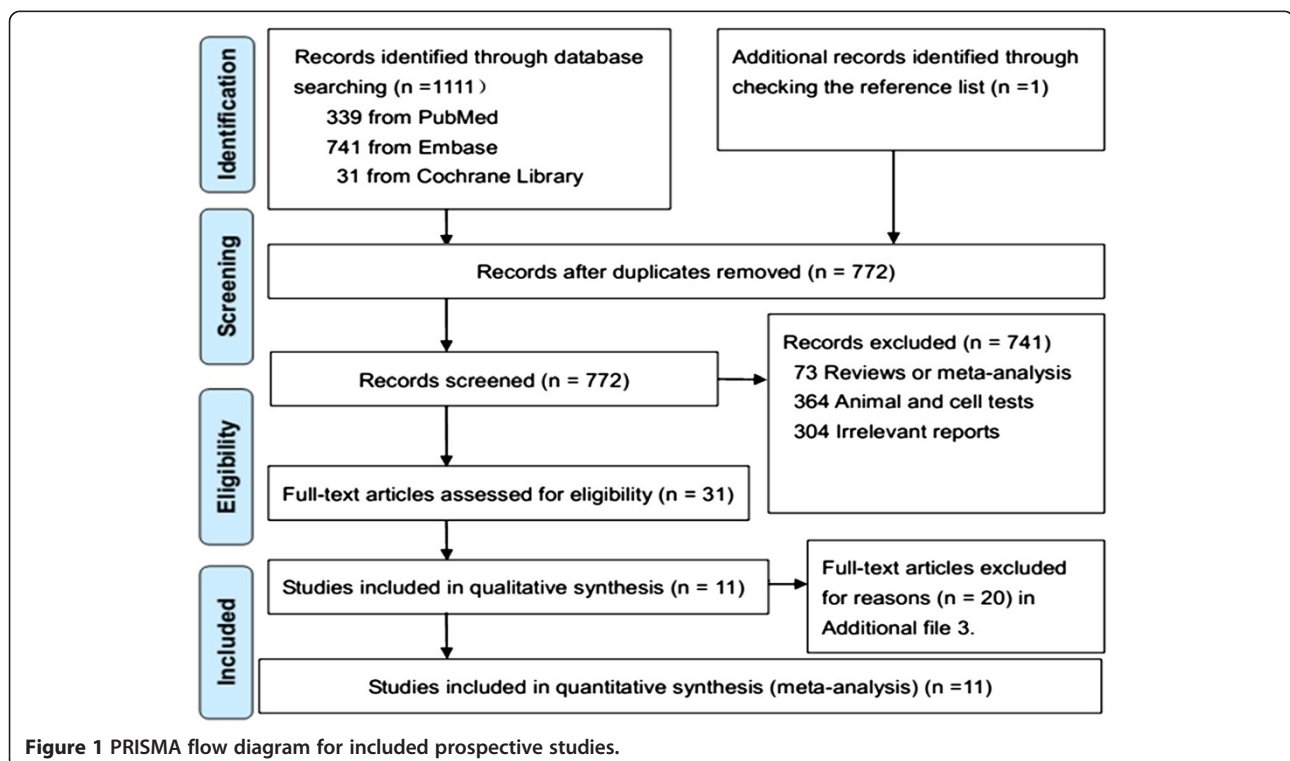 Identification
Records identified through database
searching (n =1111）
339 from PubMed
741 from Embase
31 from Cochrane Library
Additional records identified through
checking the reference list (n =1)
Screening
Records after duplicates removed (n = 772)
Records screened (n = 772)
Records excluded (n = 741)
73 Reviews or meta-analysis
364 Animal and cell tests
304 Irrelevant reports
Eligibility
Full-text articles assessed for eligibility (n = 31)
Included
Studies included in qualitative synthesis (n = 11)
Full-text articles excluded
for reasons (n = 20) in
Additional file 3.
Studies included in quantitative synthesis (meta-analysis) (n =11)
Figure 1 PRISMA flow diagram for included prospective studies.